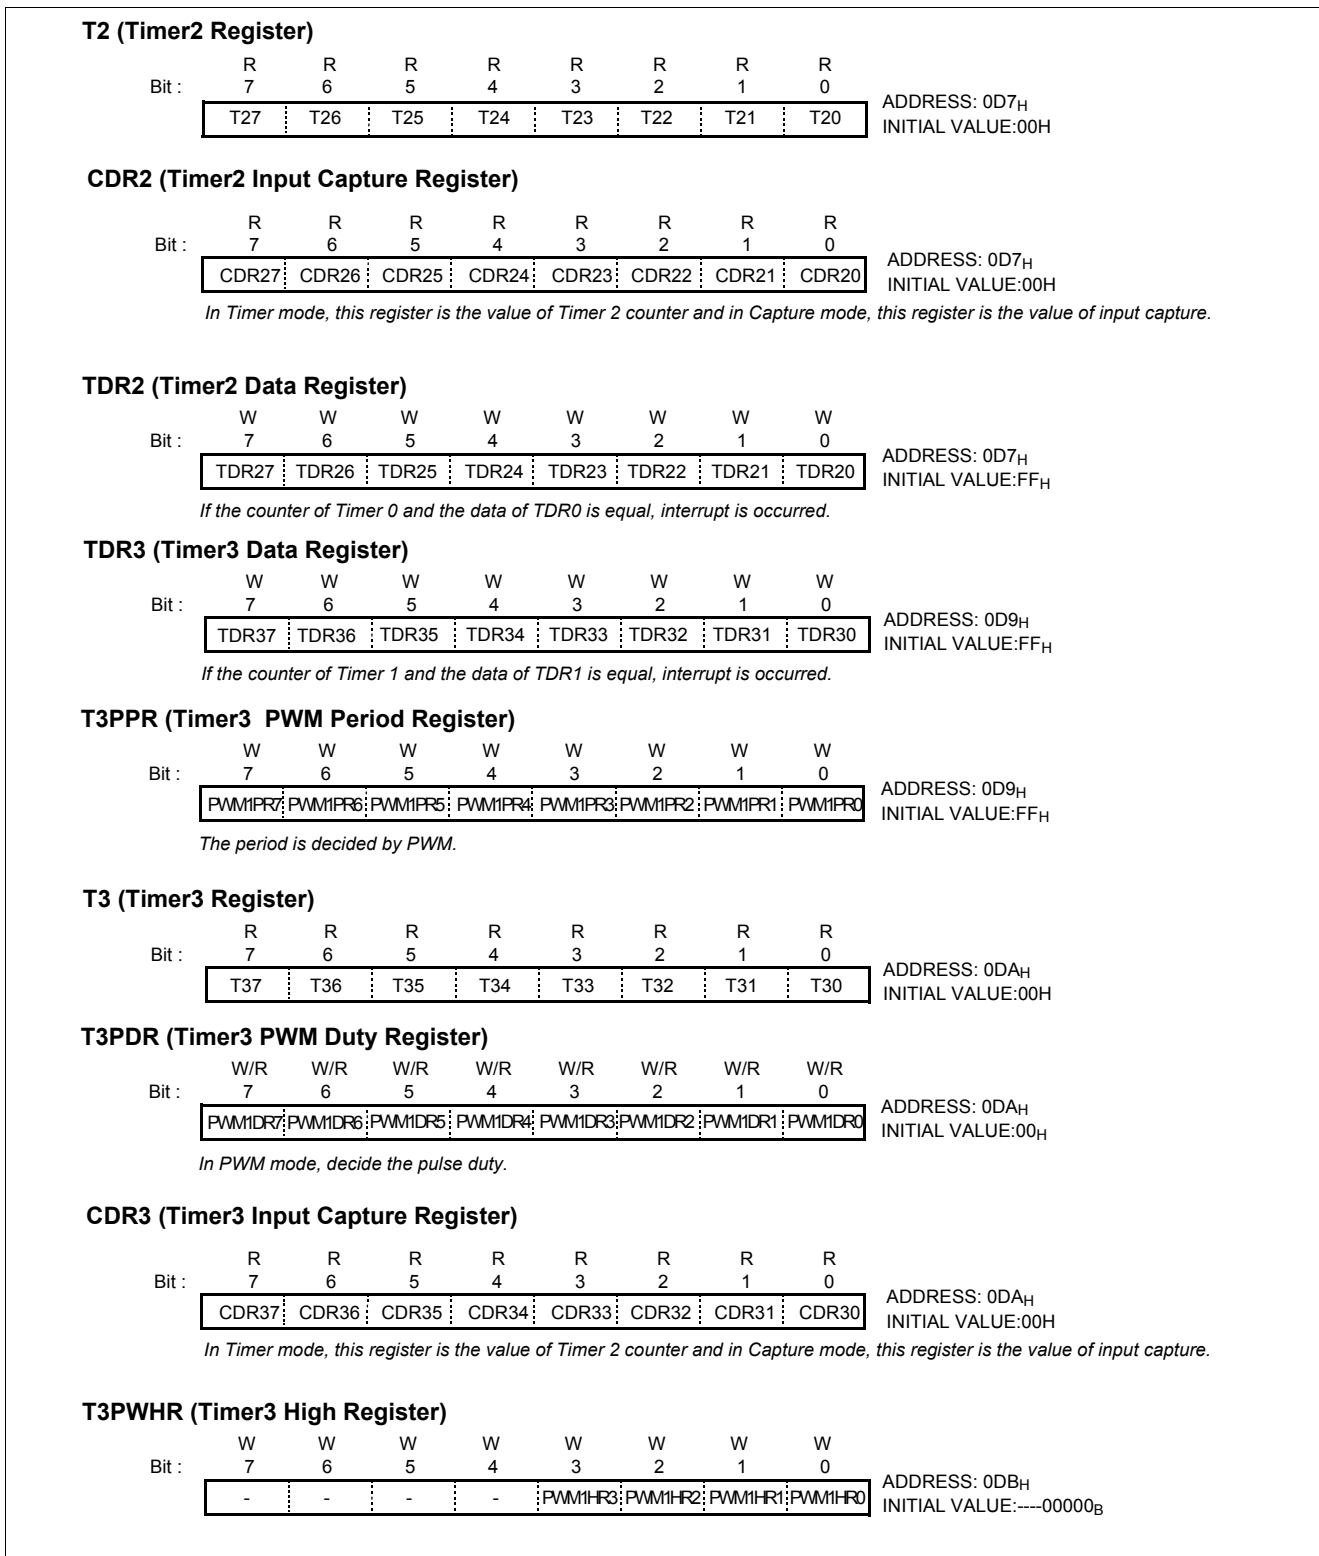 T2 (Timer2 Register)
R R R R R R R R
Bit : 7 6 5 4 3 2 1 0
T27 T26 T25 T24 T23 T22 T21 T20
ADDRESS: 0D7H
INITIAL VALUE:00H
CDR2 (Timer2 Input Capture Register)
R R R R R R R R
Bit : 7 6 5 4 3 2 1 0
CDR27 CDR26 CDR25 CDR24 CDR23 CDR22 CDR21 CDR20
ADDRESS: 0D7H
INITIAL VALUE:00H
In Timer mode, this register is the value of Timer 2 counter and in Capture mode, this register is the value of input capture.
TDR2 (Timer2 Data Register)
W W W W W W W W
Bit : 7 6 5 4 3 2 1 0
TDR27 TDR26 TDR25 TDR24 TDR23 TDR22 TDR21 TDR20
ADDRESS: 0D7H
INITIAL VALUE:FFH
If the counter of Timer 0 and the data of TDR0 is equal, interrupt is occurred.
TDR3 (Timer3 Data Register)
W W W W W W W W
Bit : 7 6 5 4 3 2 1 0
TDR37 TDR36 TDR35 TDR34 TDR33 TDR32 TDR31 TDR30
ADDRESS: 0D9H
INITIAL VALUE:FFH
If the counter of Timer 1 and the data of TDR1 is equal, interrupt is occurred.
T3PPR (Timer3 PWM Period Register)
W W W W W W W W
Bit : 7 6 5 4 3 2 1 0
PWM1PR7 PWM1PR6 PWM1PR5 PWM1PR4 PWM1PR3 PWM1PR2 PWM1PR1 PWM1PR0
ADDRESS: 0D9H
INITIAL VALUE:FFH
The period is decided by PWM.
T3 (Timer3 Register)
R R R R R R R R
Bit : 7 6 5 4 3 2 1 0
T37 T36 T35 T34 T33 T32 T31 T30
ADDRESS: 0DAH
INITIAL VALUE:00H
T3PDR (Timer3 PWM Duty Register)
W/R W/R W/R W/R W/R W/R W/R W/R
Bit : 7 6 5 4 3 2 1 0
PWM1DR7 PWM1DR6 PWM1DR5 PWM1DR4 PWM1DR3 PWM1DR2 PWM1DR1 PWM1DR0
ADDRESS: 0DAH
INITIAL VALUE:00H
In PWM mode, decide the pulse duty.
CDR3 (Timer3 Input Capture Register)
R R R R R R R R
Bit : 7 6 5 4 3 2 1 0
CDR37 CDR36 CDR35 CDR34 CDR33 CDR32 CDR31 CDR30
ADDRESS: 0DAH
INITIAL VALUE:00H
In Timer mode, this register is the value of Timer 2 counter and in Capture mode, this register is the value of input capture.
T3PWHR (Timer3 High Register)
W W W W W W W W
Bit : 7 6 5 4 3 2 1 0
- - - - PWM1HR3 PWM1HR2 PWM1HR1 PWM1HR0
ADDRESS: 0DBH
INITIAL VALUE:----00000B